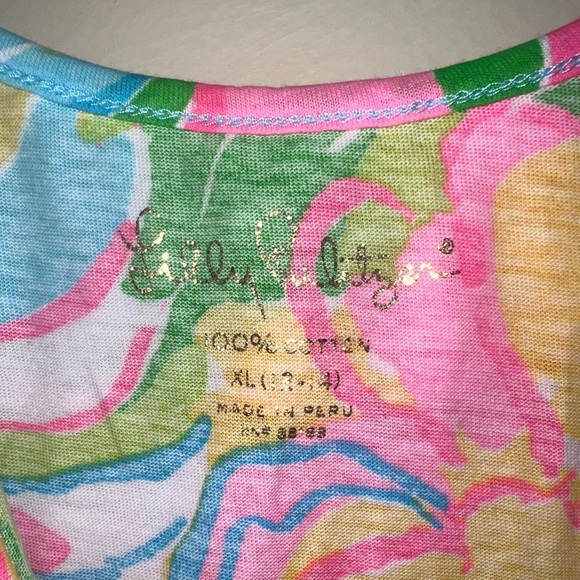 Lilly Pulitzer®
100% COTTON
XL (12-14)
MADE IN PERU